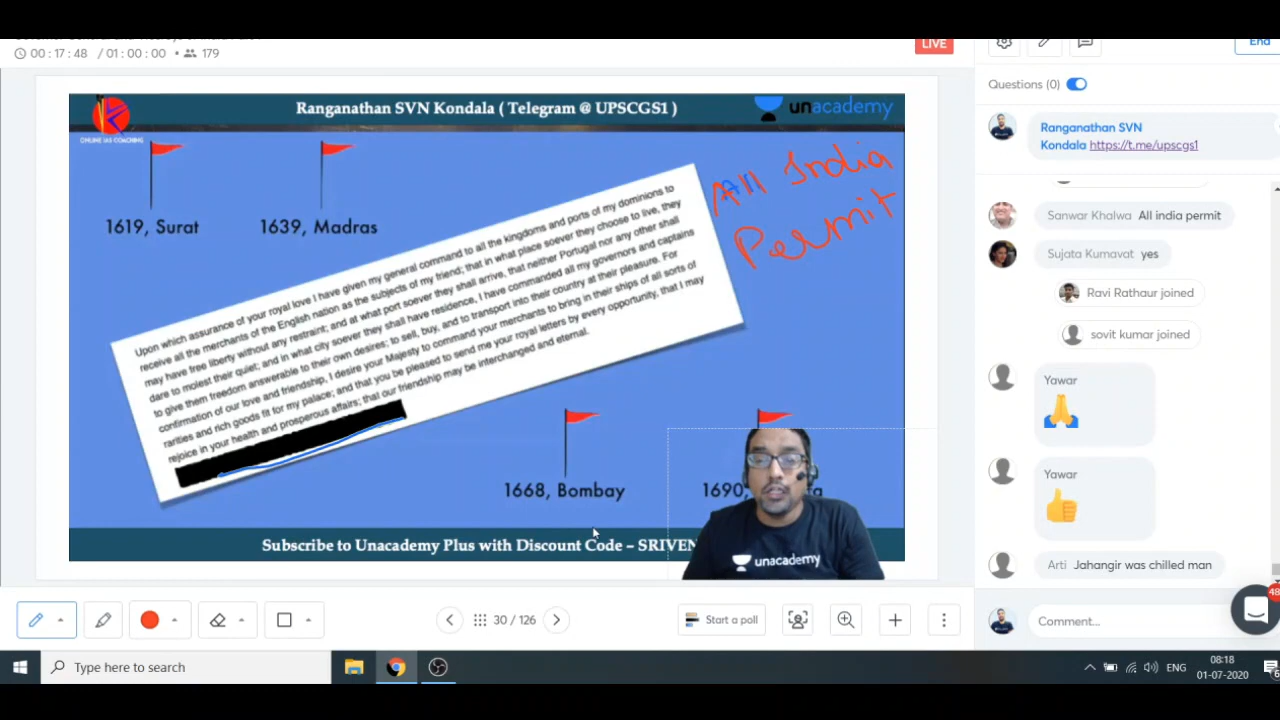 00 : 17 : 48 / 01 : 00 : 00 • 179
LIVE
End
Ranganathan SVN Kondala ( Telegram @ UPSCGS1 )
unacademy
ONLINE IAS COACHING
1619, Surat
1639, Madras
All India
Permit
Upon which assurance of your royal love I have given my general command to all the kingdoms and ports of my dominions to
receive all the merchants of the English nation as the subjects of my friend; that in what place soever they choose to live, they
may have free liberty without any restraint; and at what port soever they shall arrive, that neither Portugal nor any other shall
dare to molest their quiet; and in what city soever they shall have residence, I have commanded all my governors and captains
to give them freedom answerable to their own desires; to sell, buy, and to transport into their country at their pleasure. For
confirmation of our love and friendship, I desire your Majesty to command your merchants to bring in their ships of all sorts of
rarities and rich goods fit for my palace; and that you be pleased to send me your royal letters by every opportunity, that I may
rejoice in your health and prosperous affairs; that our friendship may be interchanged and eternal.
1668, Bombay
1690,
unacademy
Subscribe to Unacademy Plus with Discount Code – SRIVEN
30 / 126
Start a poll
Questions (0)
Ranganathan SVN
Kondala https://t.me/upscgs1
Sanwar Khalwa All india permit
Sujata Kumavat yes
Ravi Rathaur joined
sovit kumar joined
Yawar
Yawar
Arti Jahangir was chilled man
48
Comment...
Type here to search
ENG
08:18
01-07-2020
6